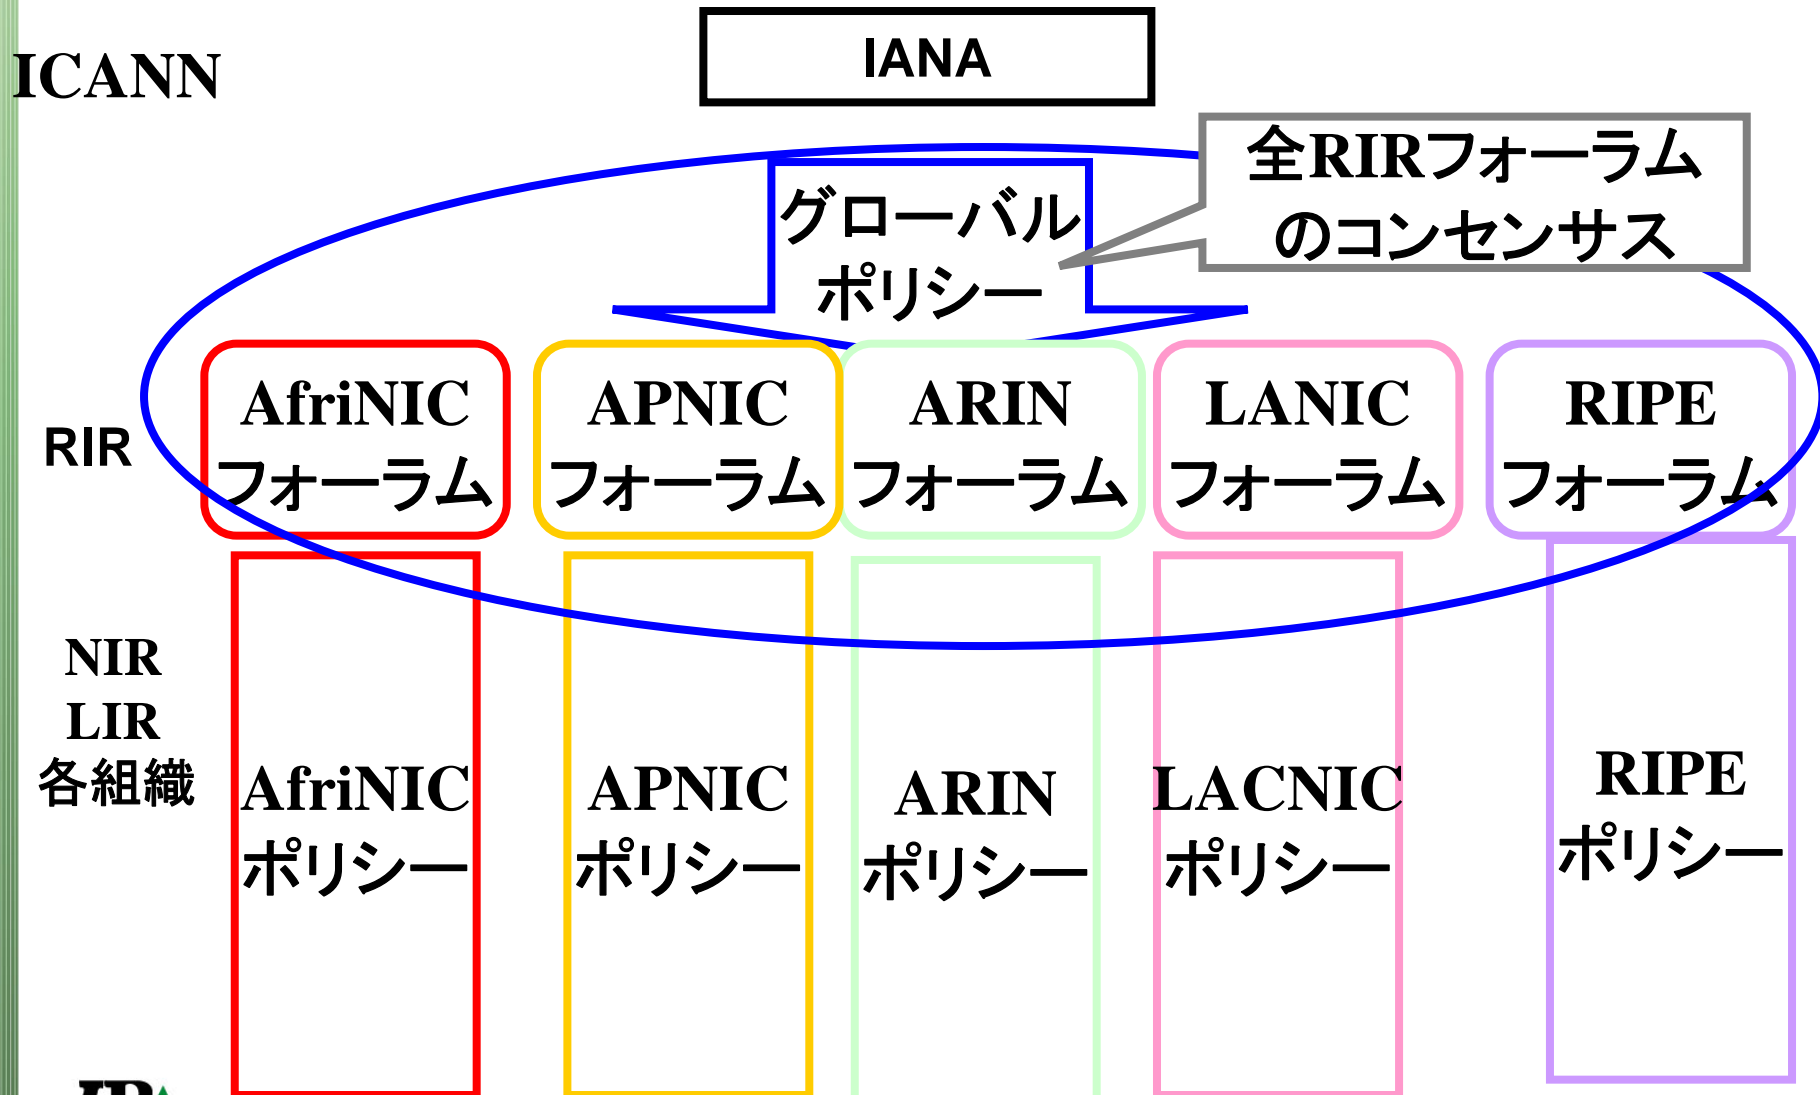 ICANN
IANA
全RIRフォーラム
のコンセンサス
グローバル
ポリシー
RIR
AfriNIC
フォーラム
APNIC
フォーラム
ARIN
フォーラム
LANIC
フォーラム
RIPE
フォーラム
NIR
LIR
各組織
AfriNIC
ポリシー
APNIC
ポリシー
ARIN
ポリシー
LACNIC
ポリシー
RIPE
ポリシー